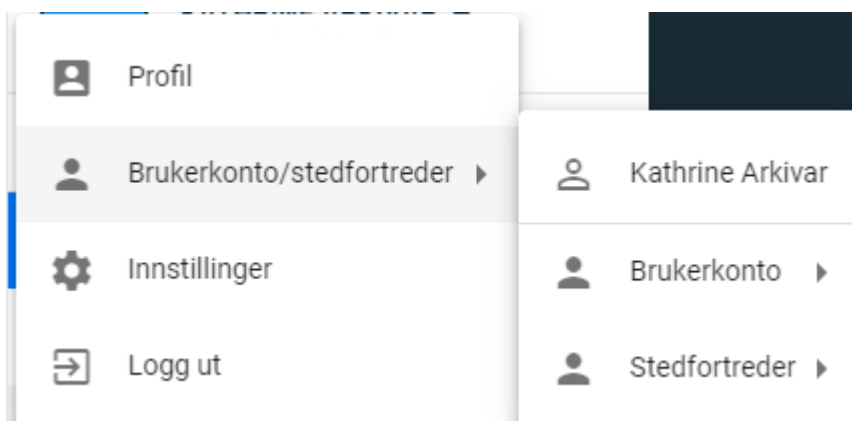 Profil
Brukerkonto/stedfortreder
Innstillinger
Logg ut
Kathrine Arkivar
Brukerkonto
Stedfortreder